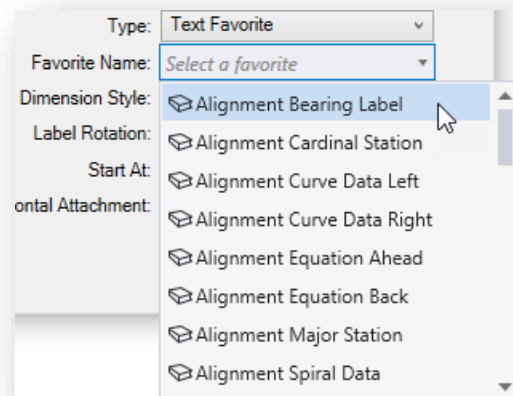 Type: Text Favorite
Favorite Name: Select a favorite
Dimension Style: Alignment Bearing Label
Label Rotation: Alignment Cardinal Station
Start At: Alignment Curve Data Left
ontal Attachment: Alignment Curve Data Right
Alignment Equation Ahead
Alignment Equation Back
Alignment Major Station
Alignment Spiral Data